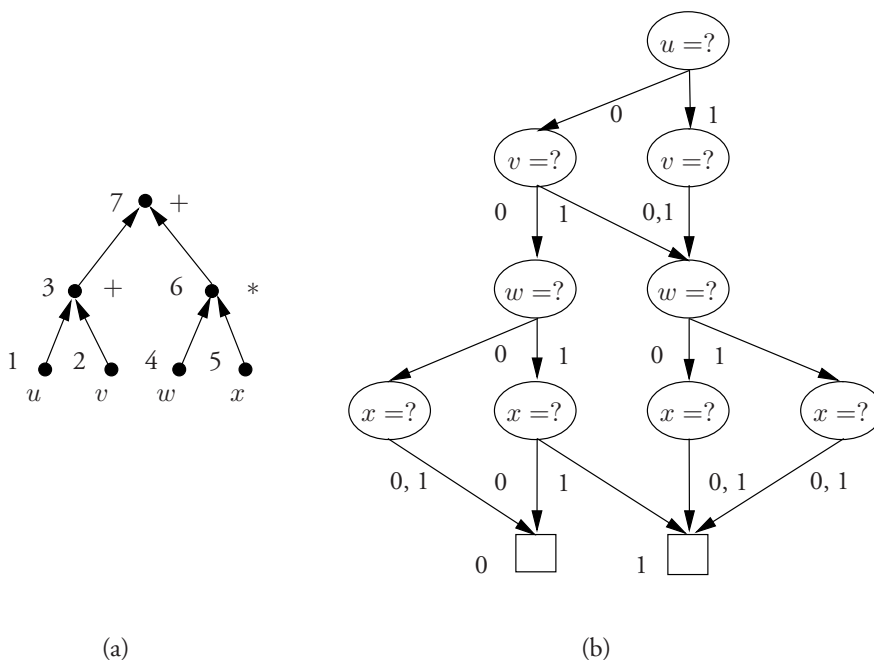 7 +
3 + 6 *
1 2 4 5
u v w x
(a)
u =?
0 1
v =? v =?
0 1 0,1
w =? w =?
0 1 0 1
x =? x =? x =? x =?
0, 1 0 1 0, 1 0, 1
0 1
(b)